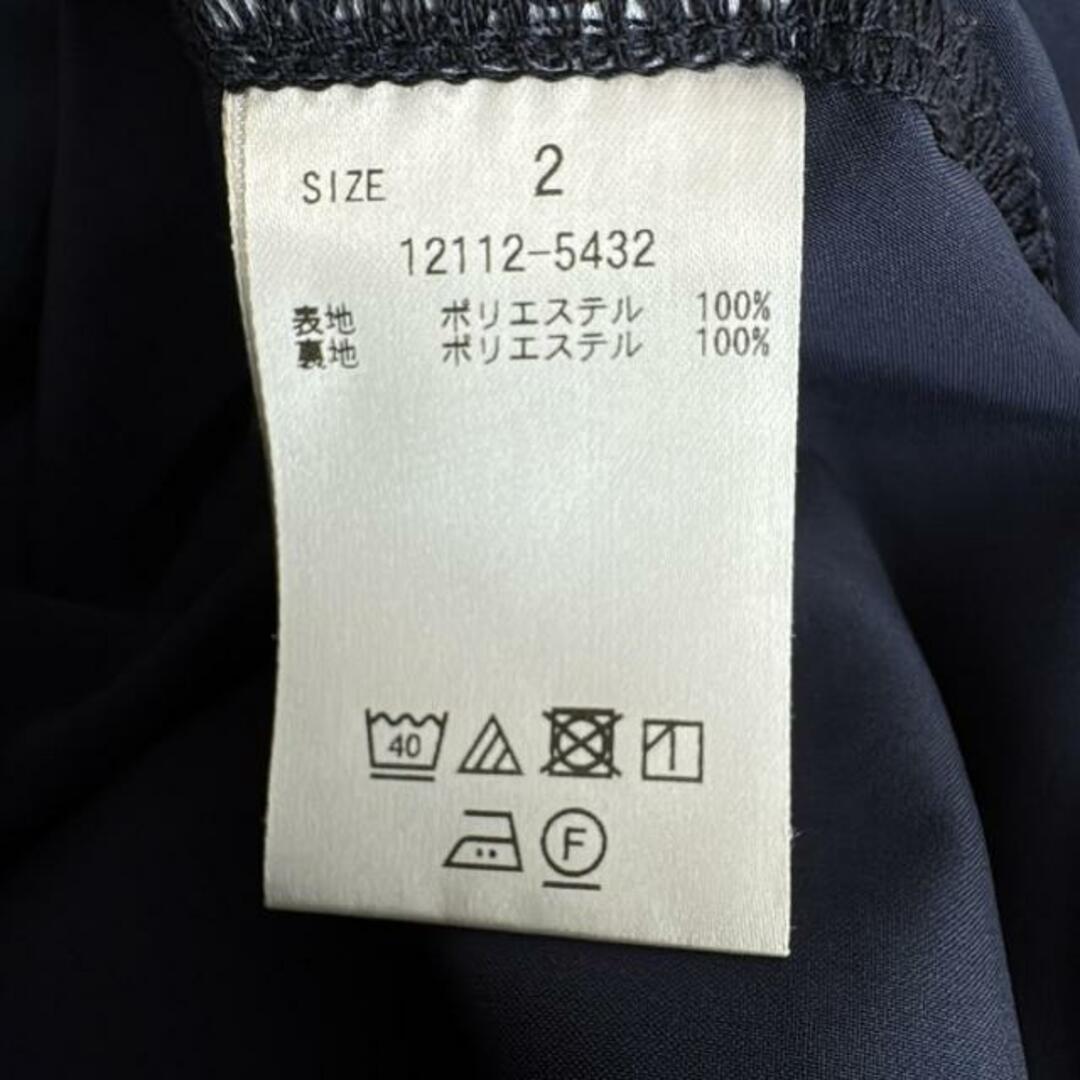 SIZE 2
12112-5432
表地 ポリエステル 100%
裏地 ポリエステル 100%
40
F